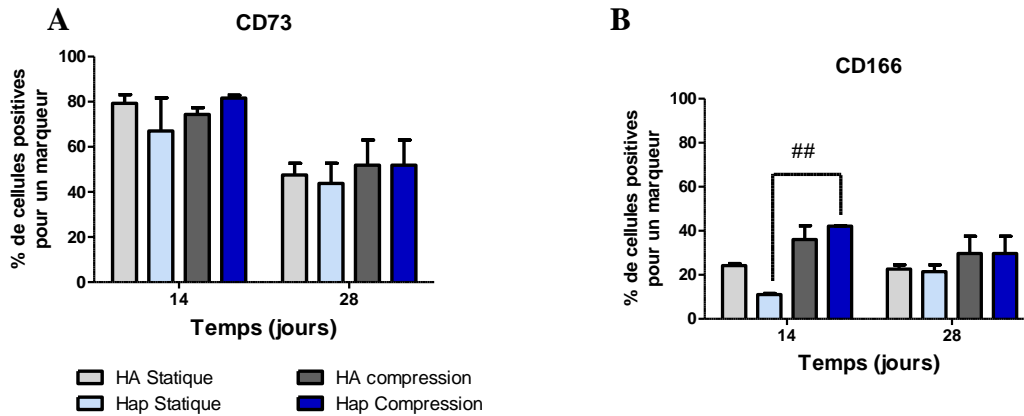 A
CD73
% de cellules positives
pour un marqueur
100
80
60
40
20
0
14
28
Temps (jours)
B
CD166
% de cellules positives
pour un marqueur
100
80
60
40
20
0
##
14
28
Temps (jours)
HA Statique
HA compression
Hap Statique
Hap Compression